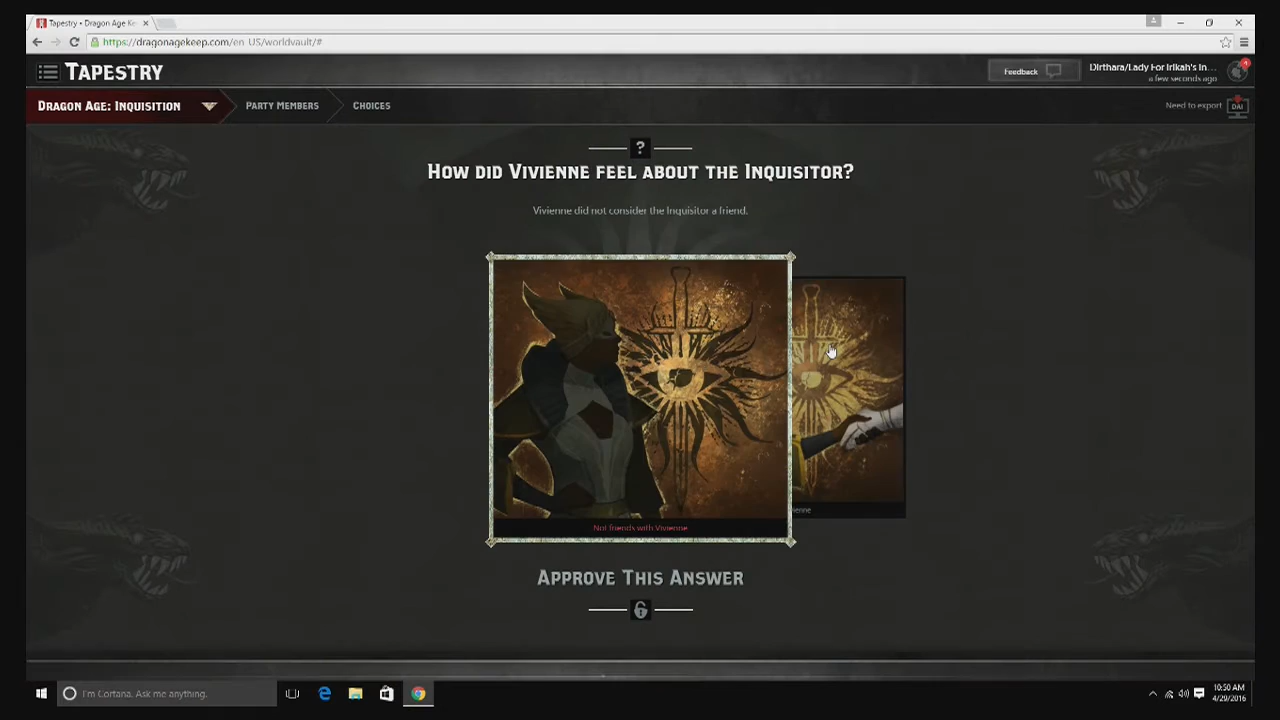 Tapestry • Dragon Age Ke
https://dragonagekeep.com/en_US/worldvault/#
TAPESTRY
Feedback
Dirthara/Lady For Irikah's In...
a few seconds ago
4
DRAGON AGE: INQUISITION
PARTY MEMBERS
CHOICES
Need to export
DAI
?
HOW DID VIVIENNE FEEL ABOUT THE INQUISITOR?
Vivienne did not consider the Inquisitor a friend.
Not friends with Vivienne
ienne
APPROVE THIS ANSWER
I'm Cortana. Ask me anything.
10:50 AM
4/29/2016